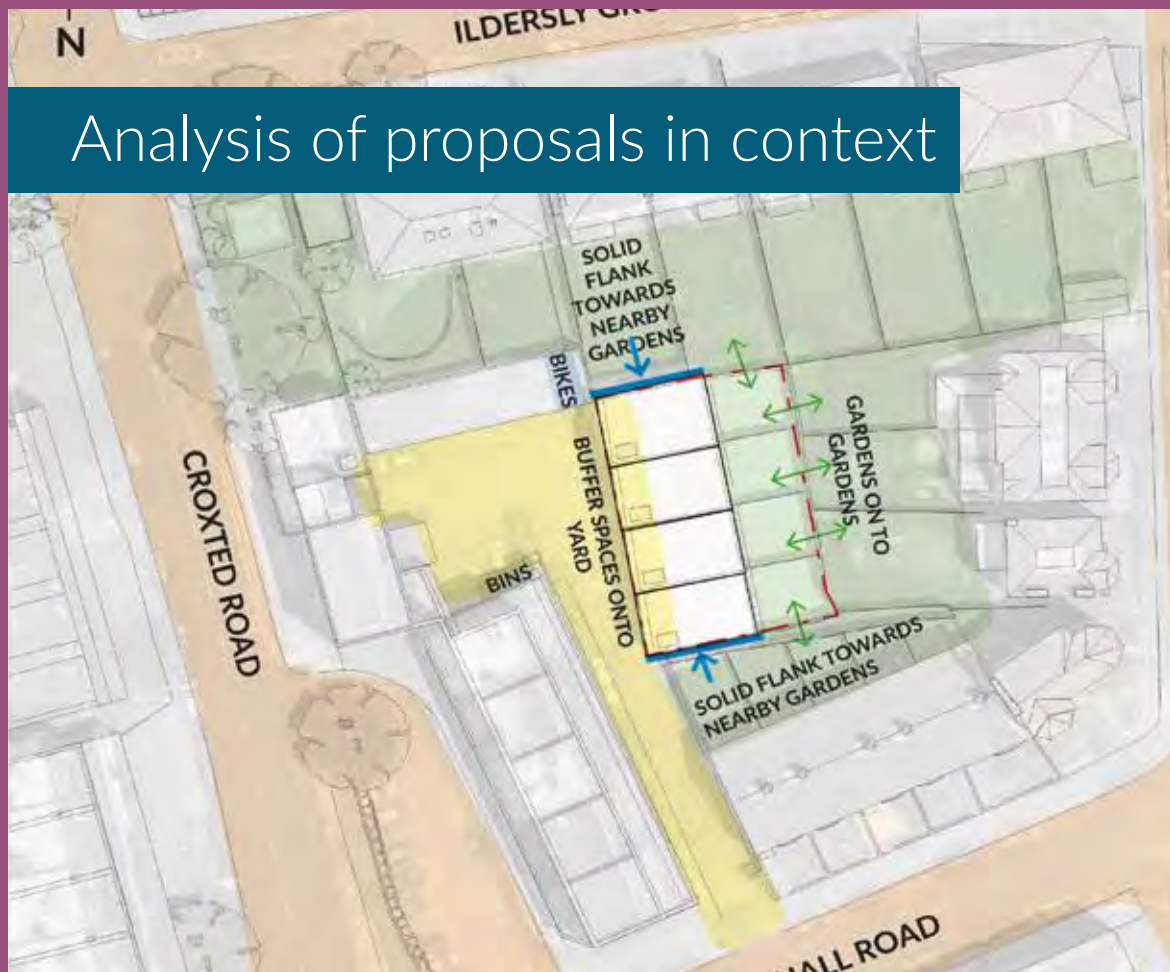 N
ILDERSLY
Analysis of proposals in context
SOLID
FLANK
TOWARDS
NEARBY
GARDENS
BIKES
BUFFER SPACES ONTO
YARD
GARDENS ON TO
GARDENS
CROXTED ROAD
BINS
SOLID FLANK TOWARDS
NEARBY GARDENS
HALL ROAD